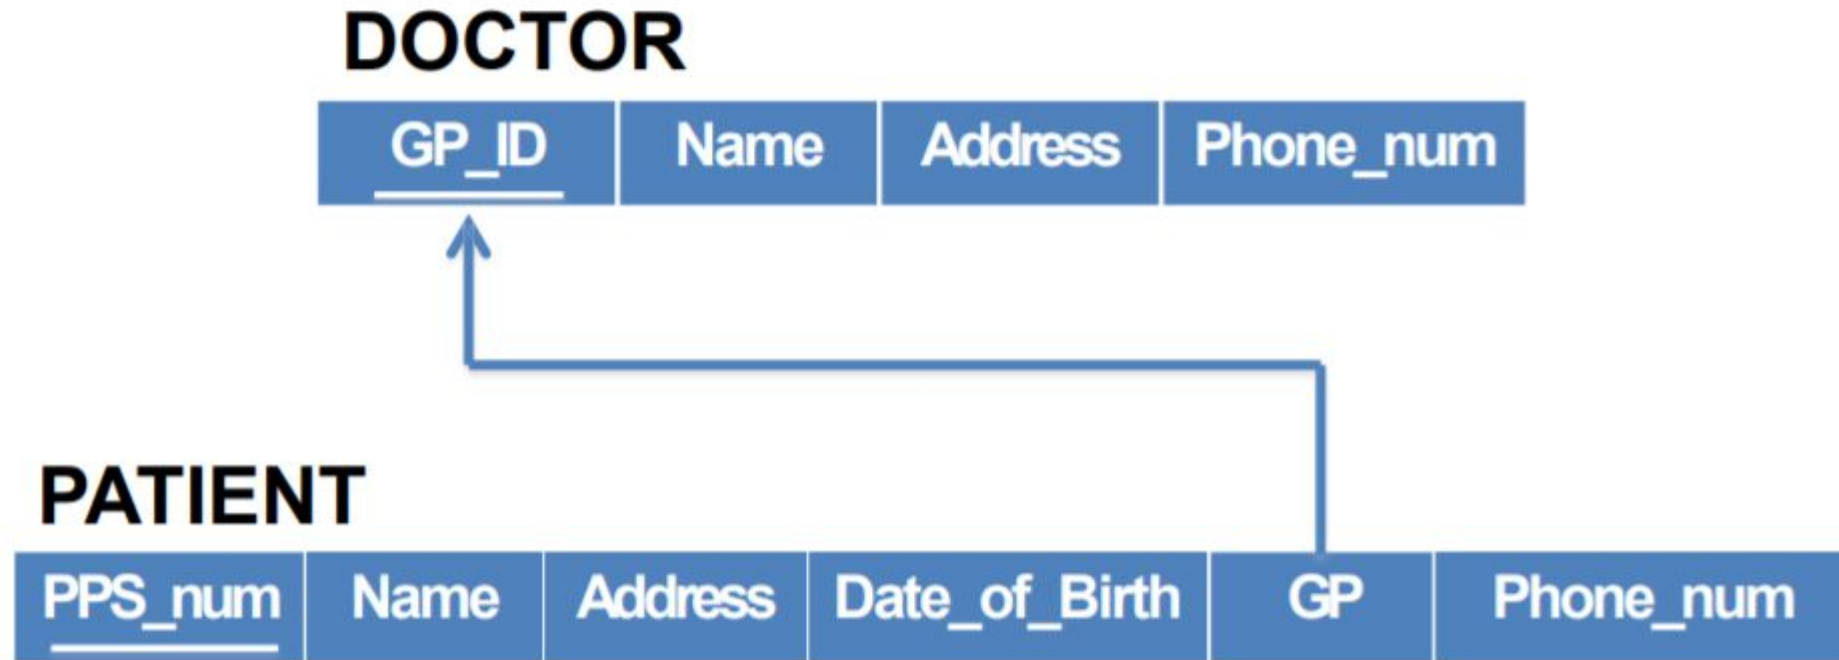 DOCTOR
GP_ID Name Address Phone_num
PATIENT
PPS_num Name Address Date_of_Birth GP Phone_num